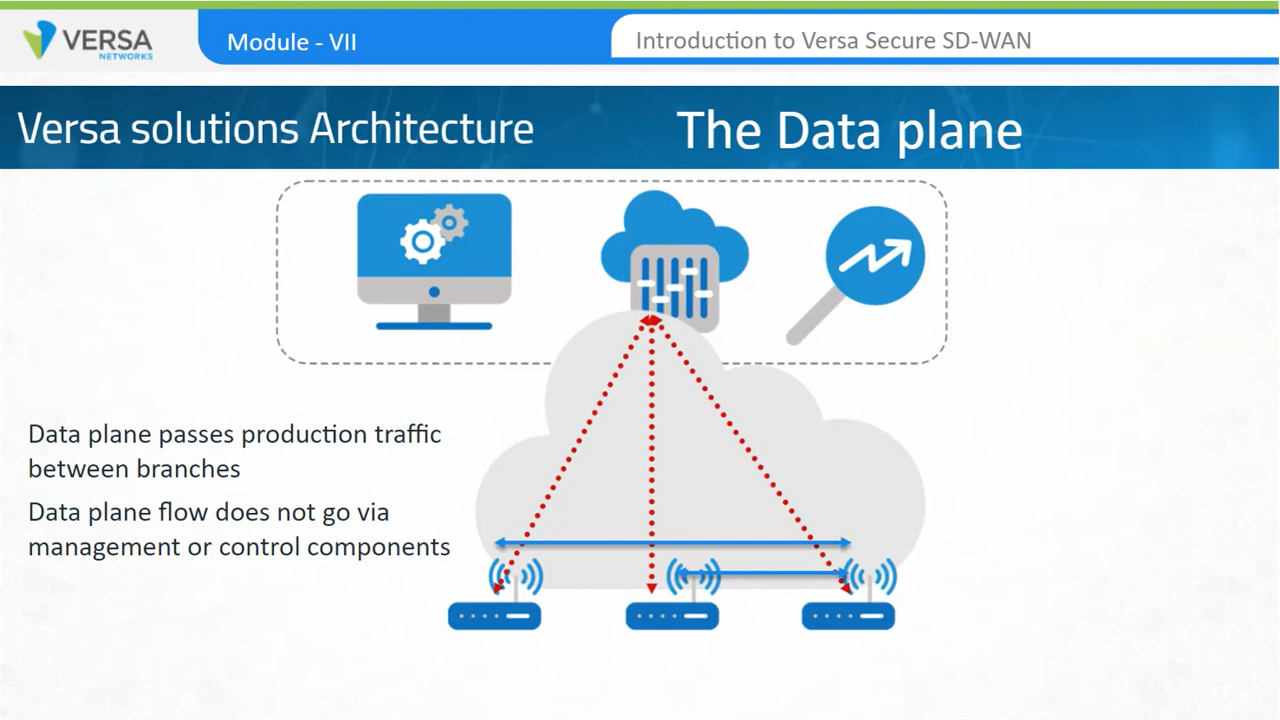 VERSA
NETWORKS
Module - VII
Introduction to Versa Secure SD-WAN
Versa solutions Architecture
The Data plane
Data plane passes production traffic
between branches
Data plane flow does not go via
management or control components